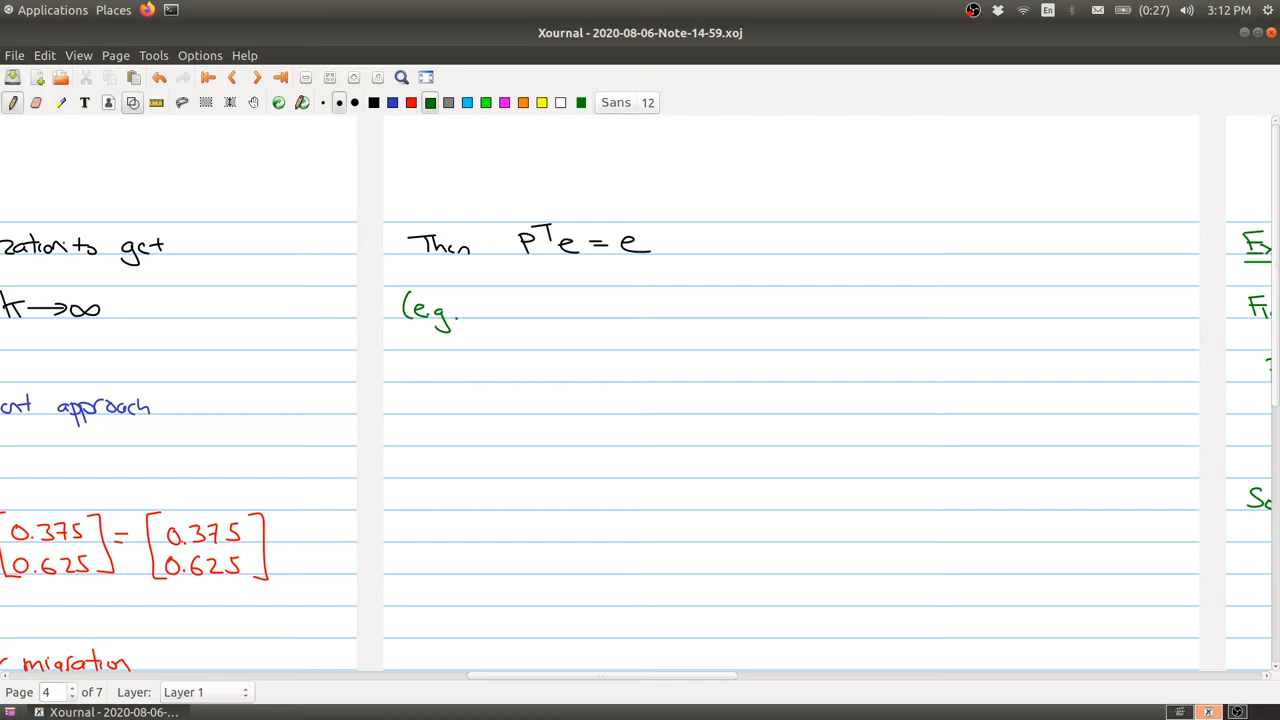 Applications Places En (0:27) 3:12 PM
Xournal - 2020-08-06-Note-14-59.xoj
File Edit View Page Tools Options Help
T Sans 12
zation to get
k → ∞
approach
[0.375 0.625] = [0.375 0.625]
migration
Then P^T e = e
(e.g.
Page 4 of 7 Layer: Layer 1
Xournal - 2020-08-06-...